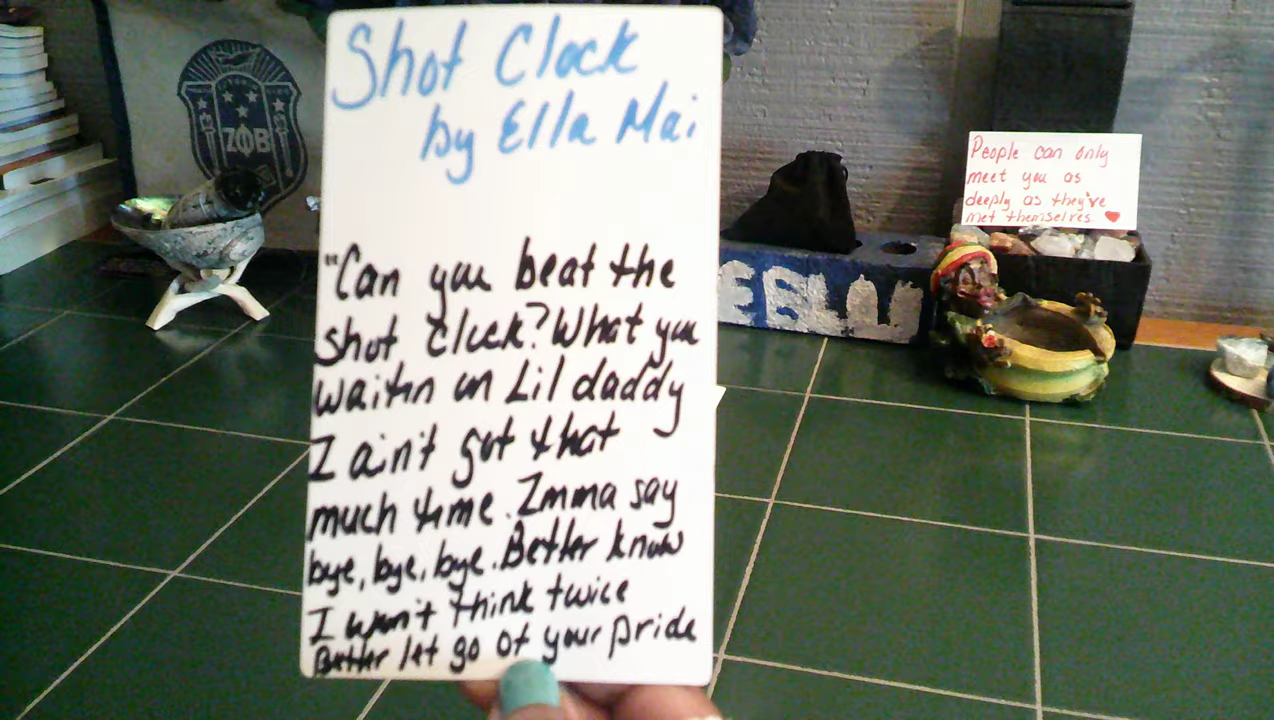 Shot Clock
by Ella Mai
"Can you beat the
shot clock? What you
waitin on Lil daddy
I ain't got that
much time. Imma say
bye, bye, bye. Better know
I won't think twice
Better let go of your pride
ΖΦΒ
People can only
meet you as
deeply as they've
met themselves.